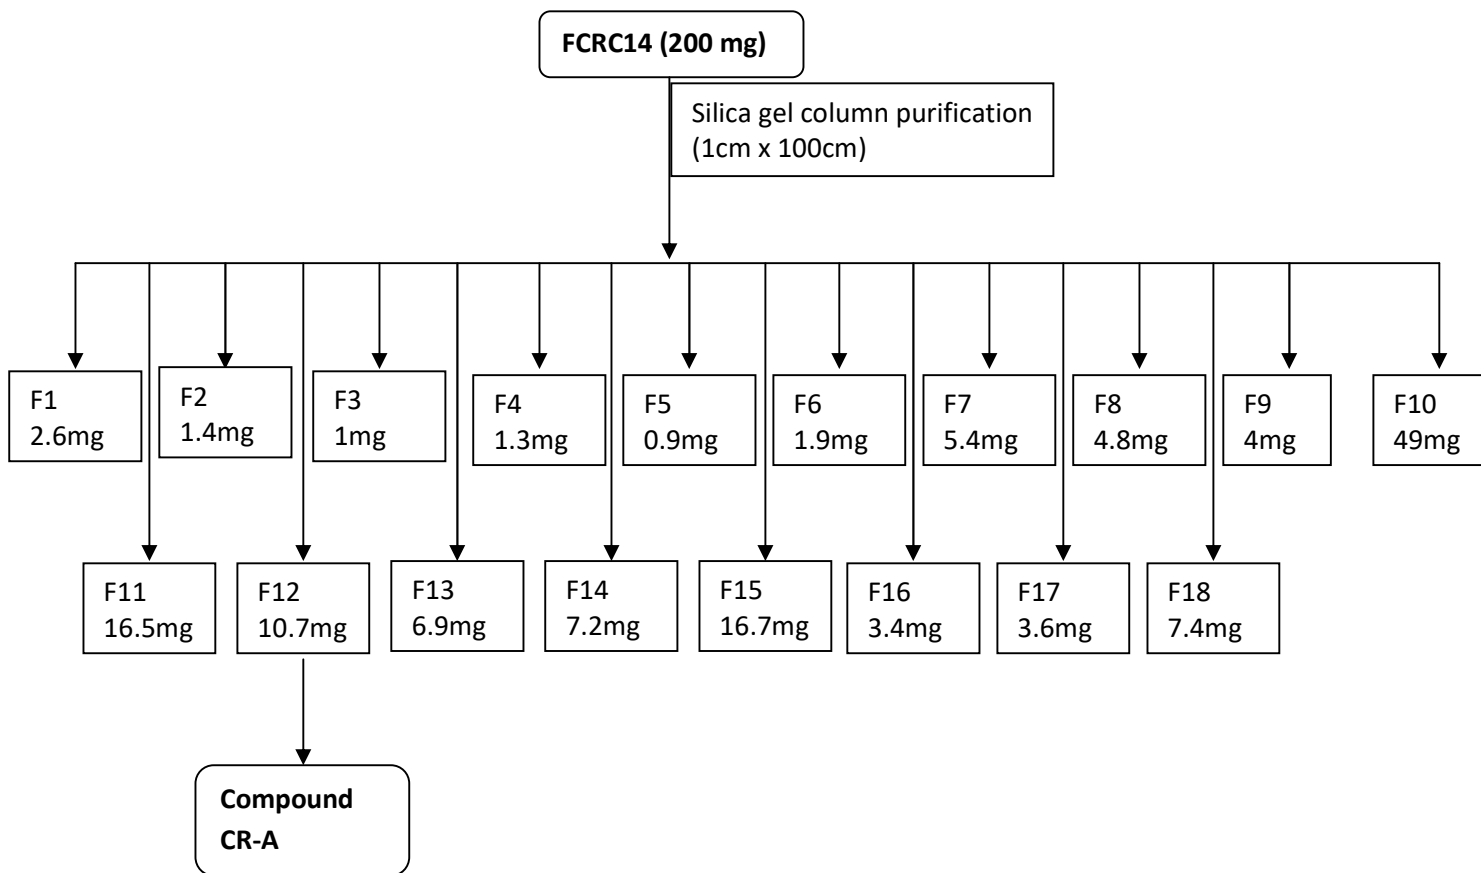 FCRC14 (200 mg)
Silica gel column purification
(1cm x 100cm)
F1
2.6mg
F2
1.4mg
F3
1mg
F4
1.3mg
F5
0.9mg
F6
1.9mg
F7
5.4mg
F8
4.8mg
F9
4mg
F10
49mg
F11
16.5mg
F12
10.7mg
F13
6.9mg
F14
7.2mg
F15
16.7mg
F16
3.4mg
F17
3.6mg
F18
7.4mg
Compound
CR-A